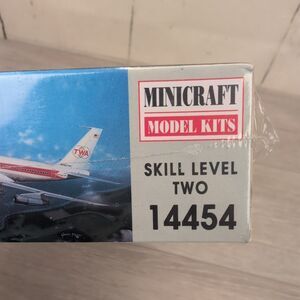 MINICRAFT
MODEL KITS
SKILL LEVEL
TWO
14454
TWA